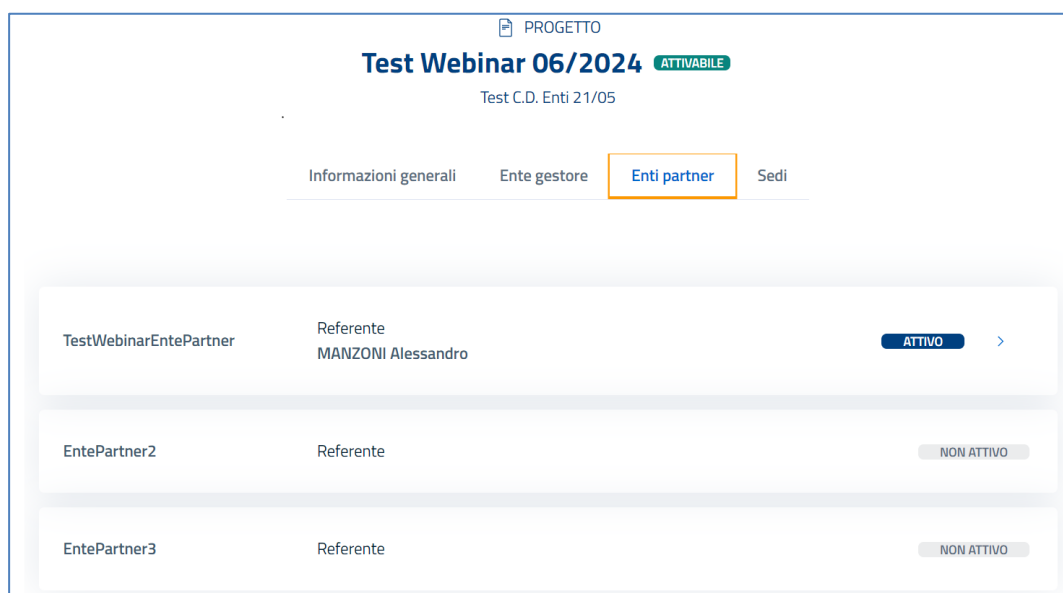 PROGETTO
Test Webinar 06/2024 ATTIVABILE
Test C.D. Enti 21/05
.
Informazioni generali Ente gestore Enti partner Sedi
Referente
TestWebinarEntePartner ATTIVO
MANZONI Alessandro
EntePartner2 Referente NON ATTIVO
EntePartner3 Referente NON ATTIVO